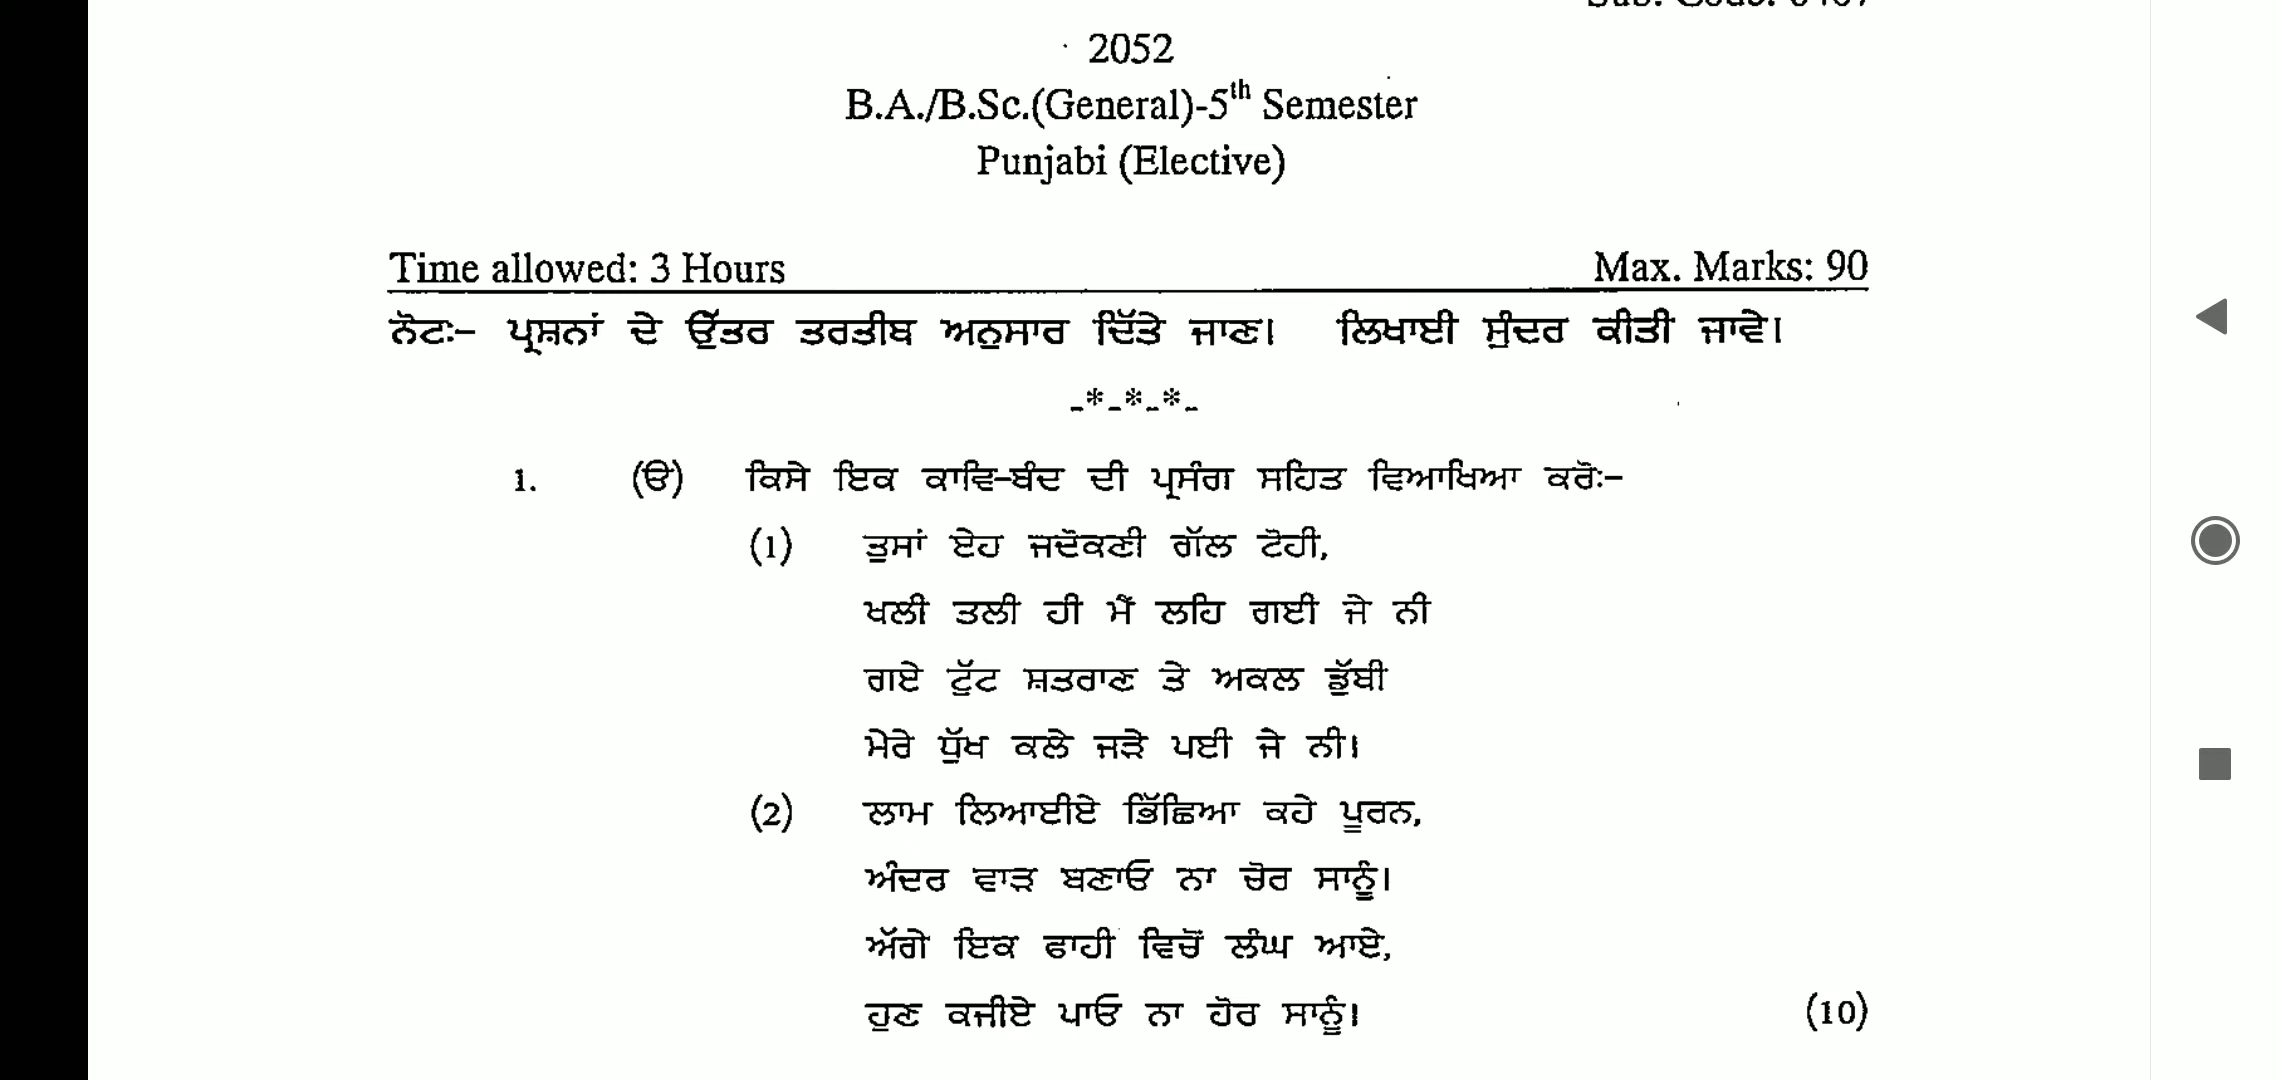 2052
B.A./B.Sc.(General)-5th Semester
Punjabi (Elective)
Time allowed: 3 Hours Max. Marks: 90
ਨੋਟ:– ਪ੍ਰਸ਼ਨਾਂ ਦੇ ਉੱਤਰ ਤਰਤੀਬ ਅਨੁਸਾਰ ਦਿੱਤੇ ਜਾਣ। ਲਿਖਾਈ ਸੁੰਦਰ ਕੀਤੀ ਜਾਵੇ।
-*-*-*-
1. (ੳ) ਕਿਸੇ ਇਕ ਕਾਵਿ-ਬੰਦ ਦੀ ਪ੍ਰਸੰਗ ਸਹਿਤ ਵਿਆਖਿਆ ਕਰੋ:–
(1) ਤੁਸਾਂ ਏਹ ਜਦੋਕਣੀ ਗੱਲ ਟੋਹੀ,
ਖਲੀ ਤਲੀ ਹੀ ਮੈਂ ਲਹਿ ਗਈ ਜੇ ਨੀ
ਗਏ ਟੁੱਟ ਸ਼ਤਰਾਣ ਤੇ ਅਕਲ ਡੁੱਬੀ
ਮੇਰੇ ਧੁੱਖ ਕਲੇ ਜੜੇ ਪਈ ਜੇ ਨੀ।
(2) ਲਾਮ ਲਿਆਈਏ ਭਿੱਛਿਆ ਕਹੇ ਪੂਰਨ,
ਅੰਦਰ ਵਾੜ ਬਣਾਓ ਨਾ ਚੋਰ ਸਾਨੂੰ।
ਅੱਗੇ ਇਕ ਫਾਹੀ ਵਿਚੋਂ ਲੰਘ ਆਏ,
ਹੁਣ ਕਜੀਏ ਪਾਓ ਨਾ ਹੋਰ ਸਾਨੂੰ। (10)